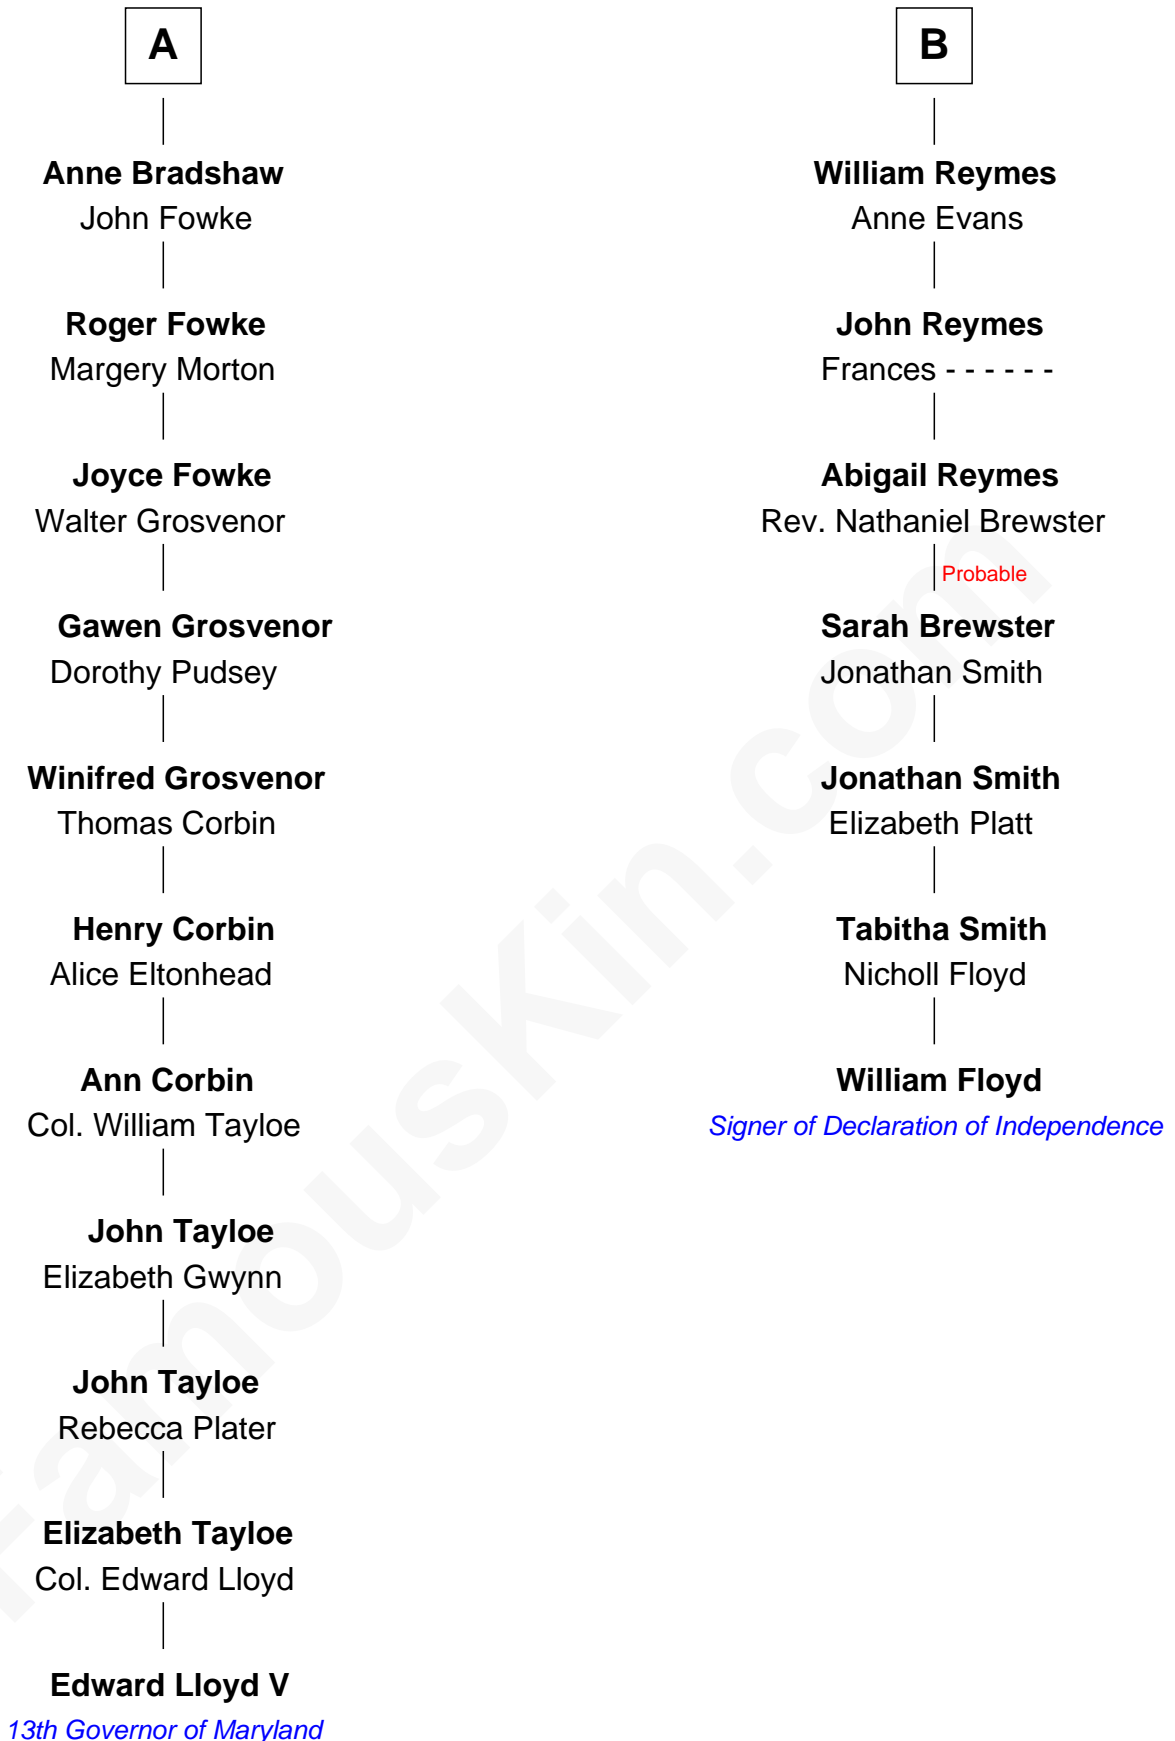 A
Anne Bradshaw
John Fowke
Roger Fowke
Margery Morton
Joyce Fowke
Walter Grosvenor
Gawen Grosvenor
Dorothy Pudsey
Winifred Grosvenor
Thomas Corbin
Henry Corbin
Alice Eltonhead
Ann Corbin
Col. William Tayloe
John Tayloe
Elizabeth Gwynn
John Tayloe
Rebecca Plater
Elizabeth Tayloe
Col. Edward Lloyd
Edward Lloyd V
13th Governor of Maryland
B
William Reymes
Anne Evans
John Reymes
Frances - - - - - -
Abigail Reymes
Rev. Nathaniel Brewster
Probable
Sarah Brewster
Jonathan Smith
Jonathan Smith
Elizabeth Platt
Tabitha Smith
Nicholl Floyd
William Floyd
Signer of Declaration of Independence
FamousKin.com